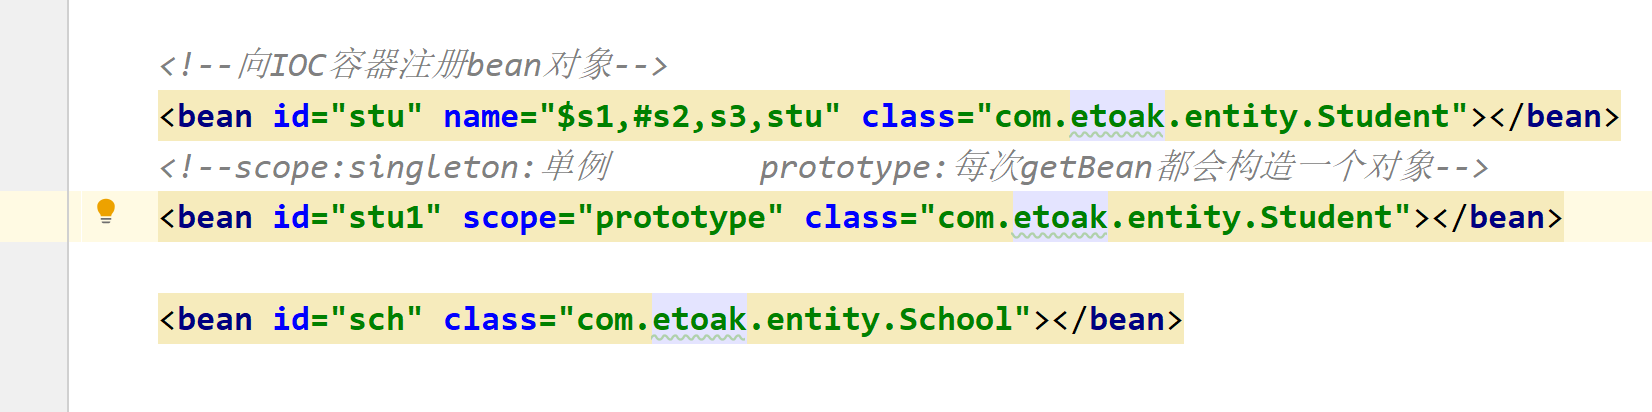 <!--向IOC容器注册bean对象-->
<bean id="stu" name="$s1,#s2,s3,stu" class="com.etoak.entity.Student"></bean>
<!--scope:singleton:单例        prototype:每次getBean都会构造一个对象-->
<bean id="stu1" scope="prototype" class="com.etoak.entity.Student"></bean>
<bean id="sch" class="com.etoak.entity.School"></bean>